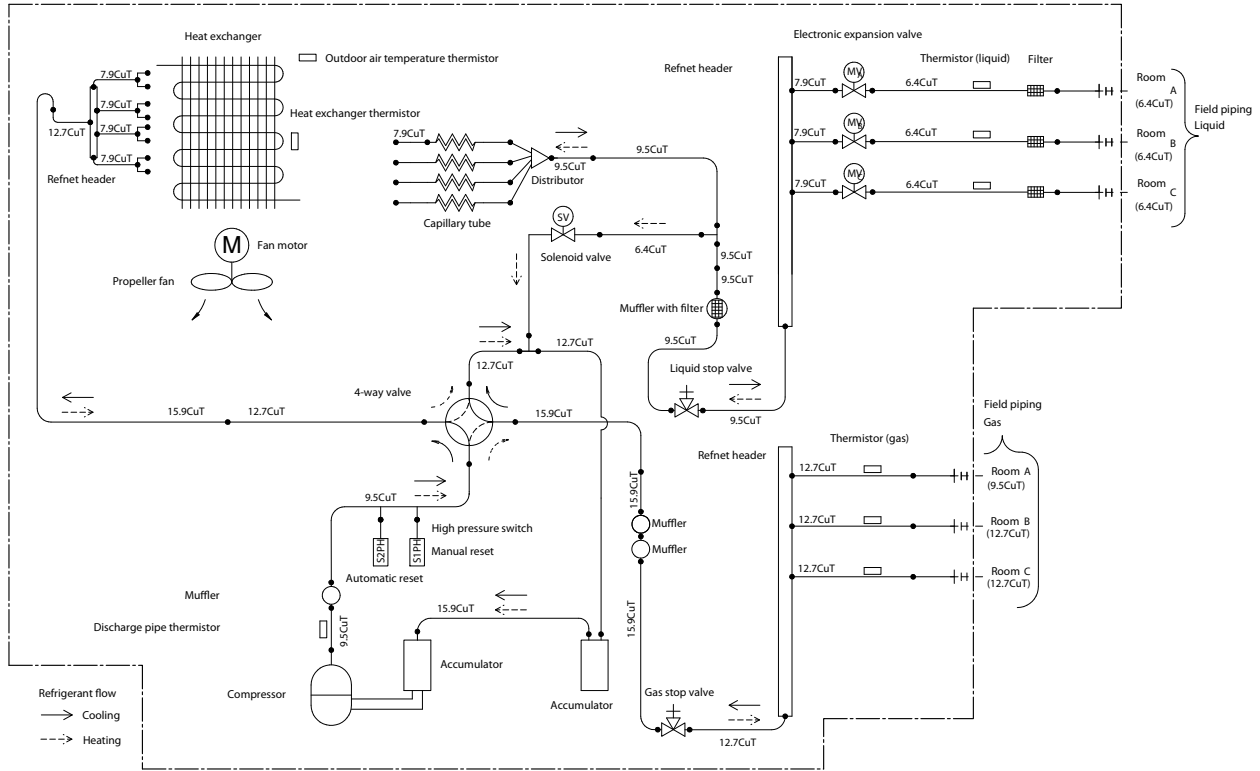 Heat exchanger
Outdoor air temperature thermistor
7.9CuT
7.9CuT
7.9CuT
7.9CuT
12.7CuT
Refnet header
Heat exchanger thermistor
7.9CuT
Capillary tube
Distributor
9.5CuT
9.5CuT
Fan motor
M
Propeller fan
SV
Solenoid valve
6.4CuT
9.5CuT
9.5CuT
Muffler with filter
9.5CuT
Liquid stop valve
9.5CuT
Refnet header
Electronic expansion valve
Thermistor (liquid)
Filter
7.9CuT
MV
6.4CuT
Room
A
(6.4CuT)
7.9CuT
MV
6.4CuT
Room
B
(6.4CuT)
7.9CuT
MV
6.4CuT
Room
C
(6.4CuT)
Field piping
Liquid
12.7CuT
12.7CuT
4-way valve
15.9CuT
12.7CuT
15.9CuT
9.5CuT
High pressure switch
S2PH
S1PH
Manual reset
Automatic reset
Muffler
Discharge pipe thermistor
9.5CuT
Compressor
Accumulator
15.9CuT
Accumulator
15.9CuT
Muffler
Muffler
15.9CuT
Gas stop valve
12.7CuT
Refnet header
Thermistor (gas)
Field piping
Gas
12.7CuT
Room A
(9.5CuT)
12.7CuT
Room B
(12.7CuT)
12.7CuT
Room C
(12.7CuT)
Refrigerant flow
Cooling
Heating